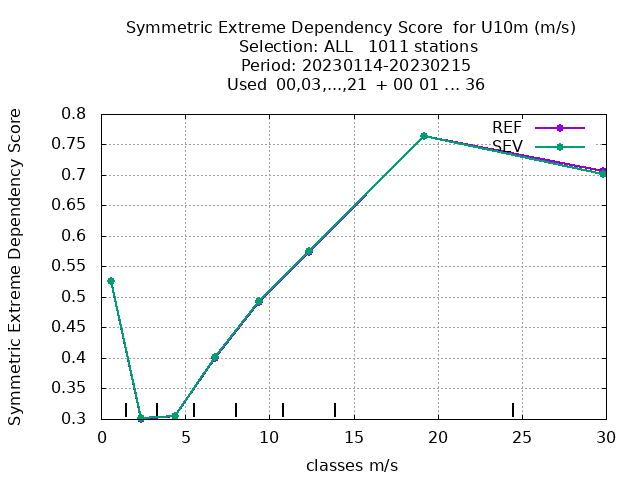 Symmetric Extreme Dependency Score  for U10m (m/s)
Selection: ALL   1011 stations
Period: 20230114-20230215
Used  00,03,...,21  + 00 01 ... 36
Symmetric Extreme Dependency Score
0.8
0.75
0.7
0.65
0.6
0.55
0.5
0.45
0.4
0.35
0.3
REF
SEV
0 5 10 15 20 25 30
classes m/s